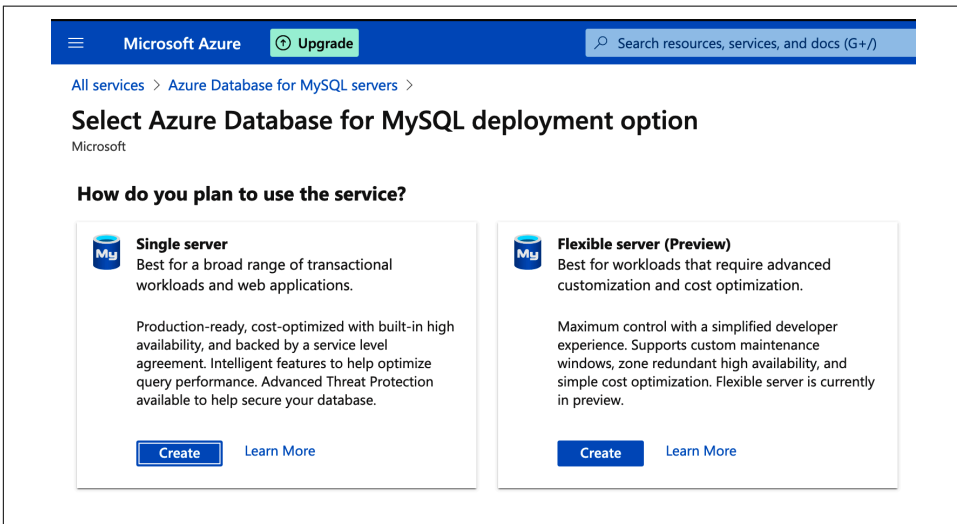 Microsoft Azure
Upgrade
Search resources, services, and docs (G+/)
All services > Azure Database for MySQL servers >
Select Azure Database for MySQL deployment option
Microsoft
How do you plan to use the service?
My
Single server
Best for a broad range of transactional
workloads and web applications.
Production-ready, cost-optimized with built-in high
availability, and backed by a service level
agreement. Intelligent features to help optimize
query performance. Advanced Threat Protection
available to help secure your database.
Create
Learn More
My
Flexible server (Preview)
Best for workloads that require advanced
customization and cost optimization.
Maximum control with a simplified developer
experience. Supports custom maintenance
windows, zone redundant high availability, and
simple cost optimization. Flexible server is currently
in preview.
Create
Learn More